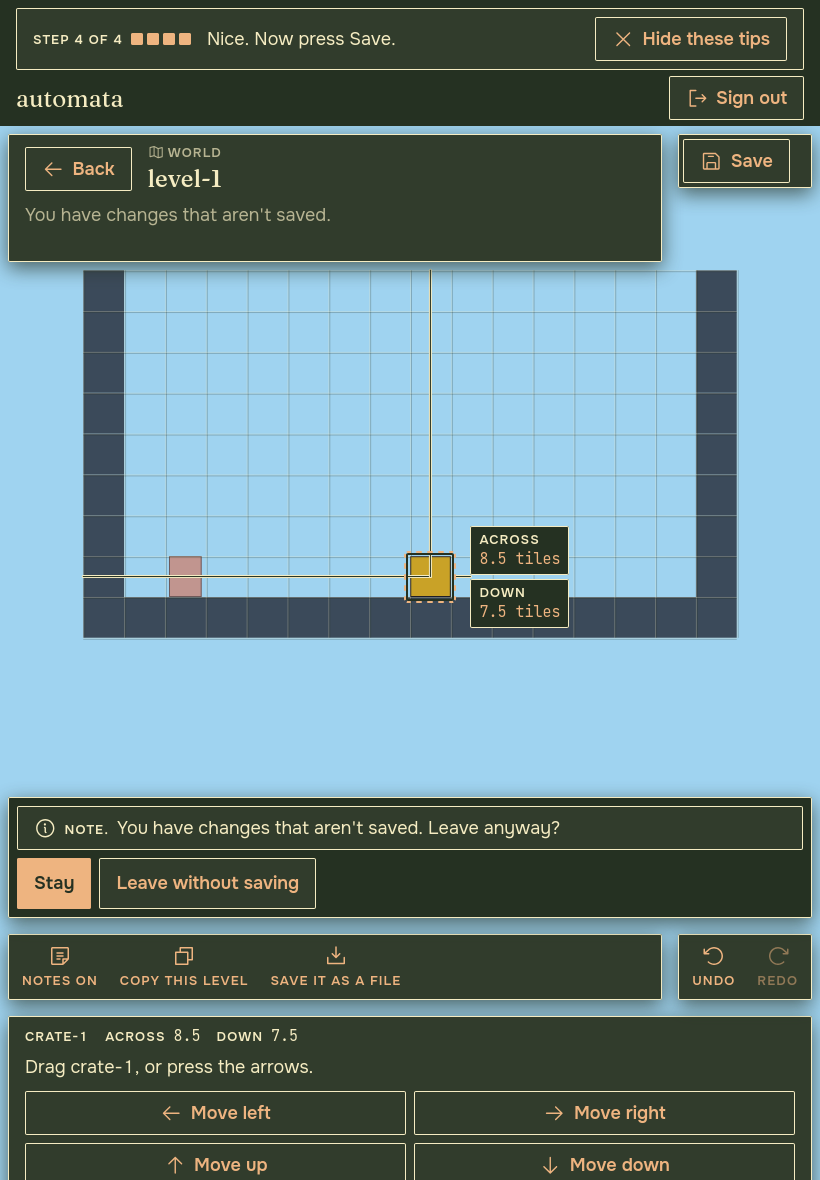 STEP 4 OF 4 Nice. Now press Save. Hide these tips
automata Sign out
Back WORLD
level-1
Save
You have changes that aren't saved.
ACROSS
8.5 tiles
DOWN
7.5 tiles
NOTE. You have changes that aren't saved. Leave anyway?
Stay Leave without saving
NOTES ON COPY THIS LEVEL SAVE IT AS A FILE UNDO REDO
CRATE-1 ACROSS 8.5 DOWN 7.5
Drag crate-1, or press the arrows.
Move left Move right
Move up Move down